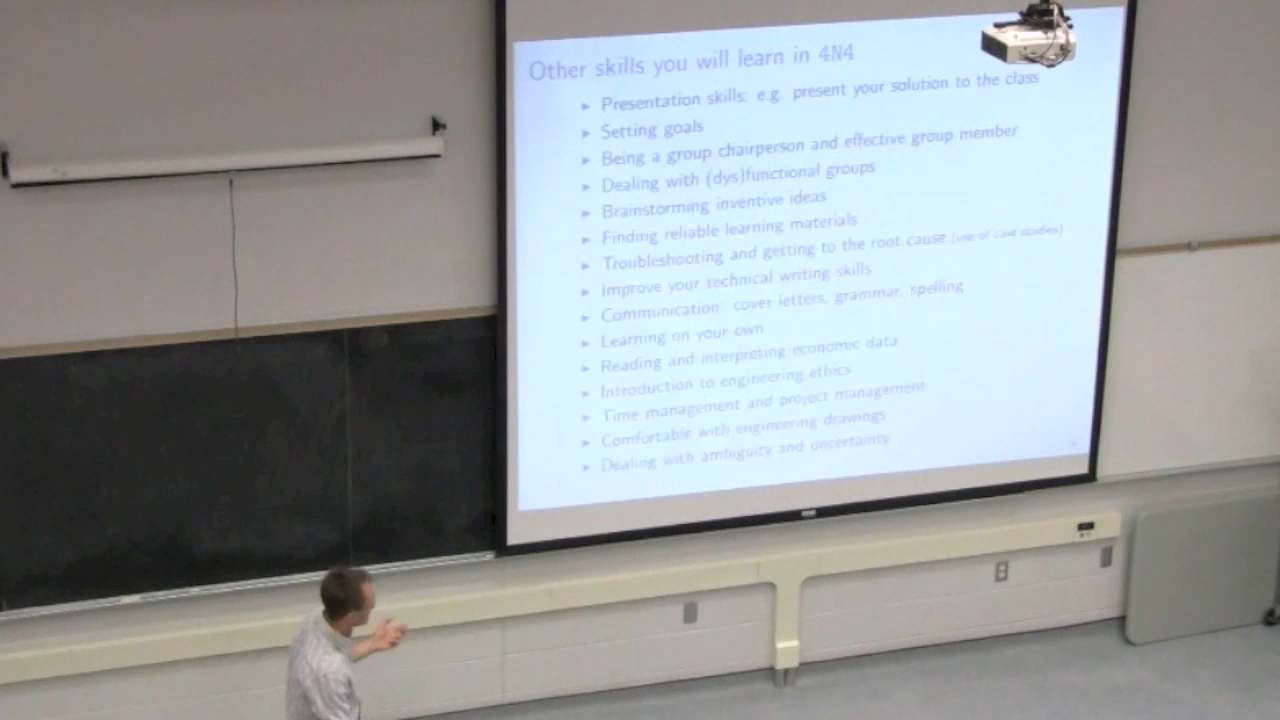 Other skills you will learn in 4N4
► Presentation skills: e.g. present your solution to the class
► Setting goals
► Being a group chairperson and effective group member
► Dealing with (dys)functional groups
► Brainstorming inventive ideas
► Finding reliable learning materials
► Troubleshooting and getting to the root cause (use of case studies)
► Improve your technical writing skills
► Communication: cover letters, grammar, spelling
► Learning on your own
► Reading and interpreting economic data
► Introduction to engineering ethics
► Time management and project management
► Comfortable with engineering drawings
► Dealing with ambiguity and uncertainty